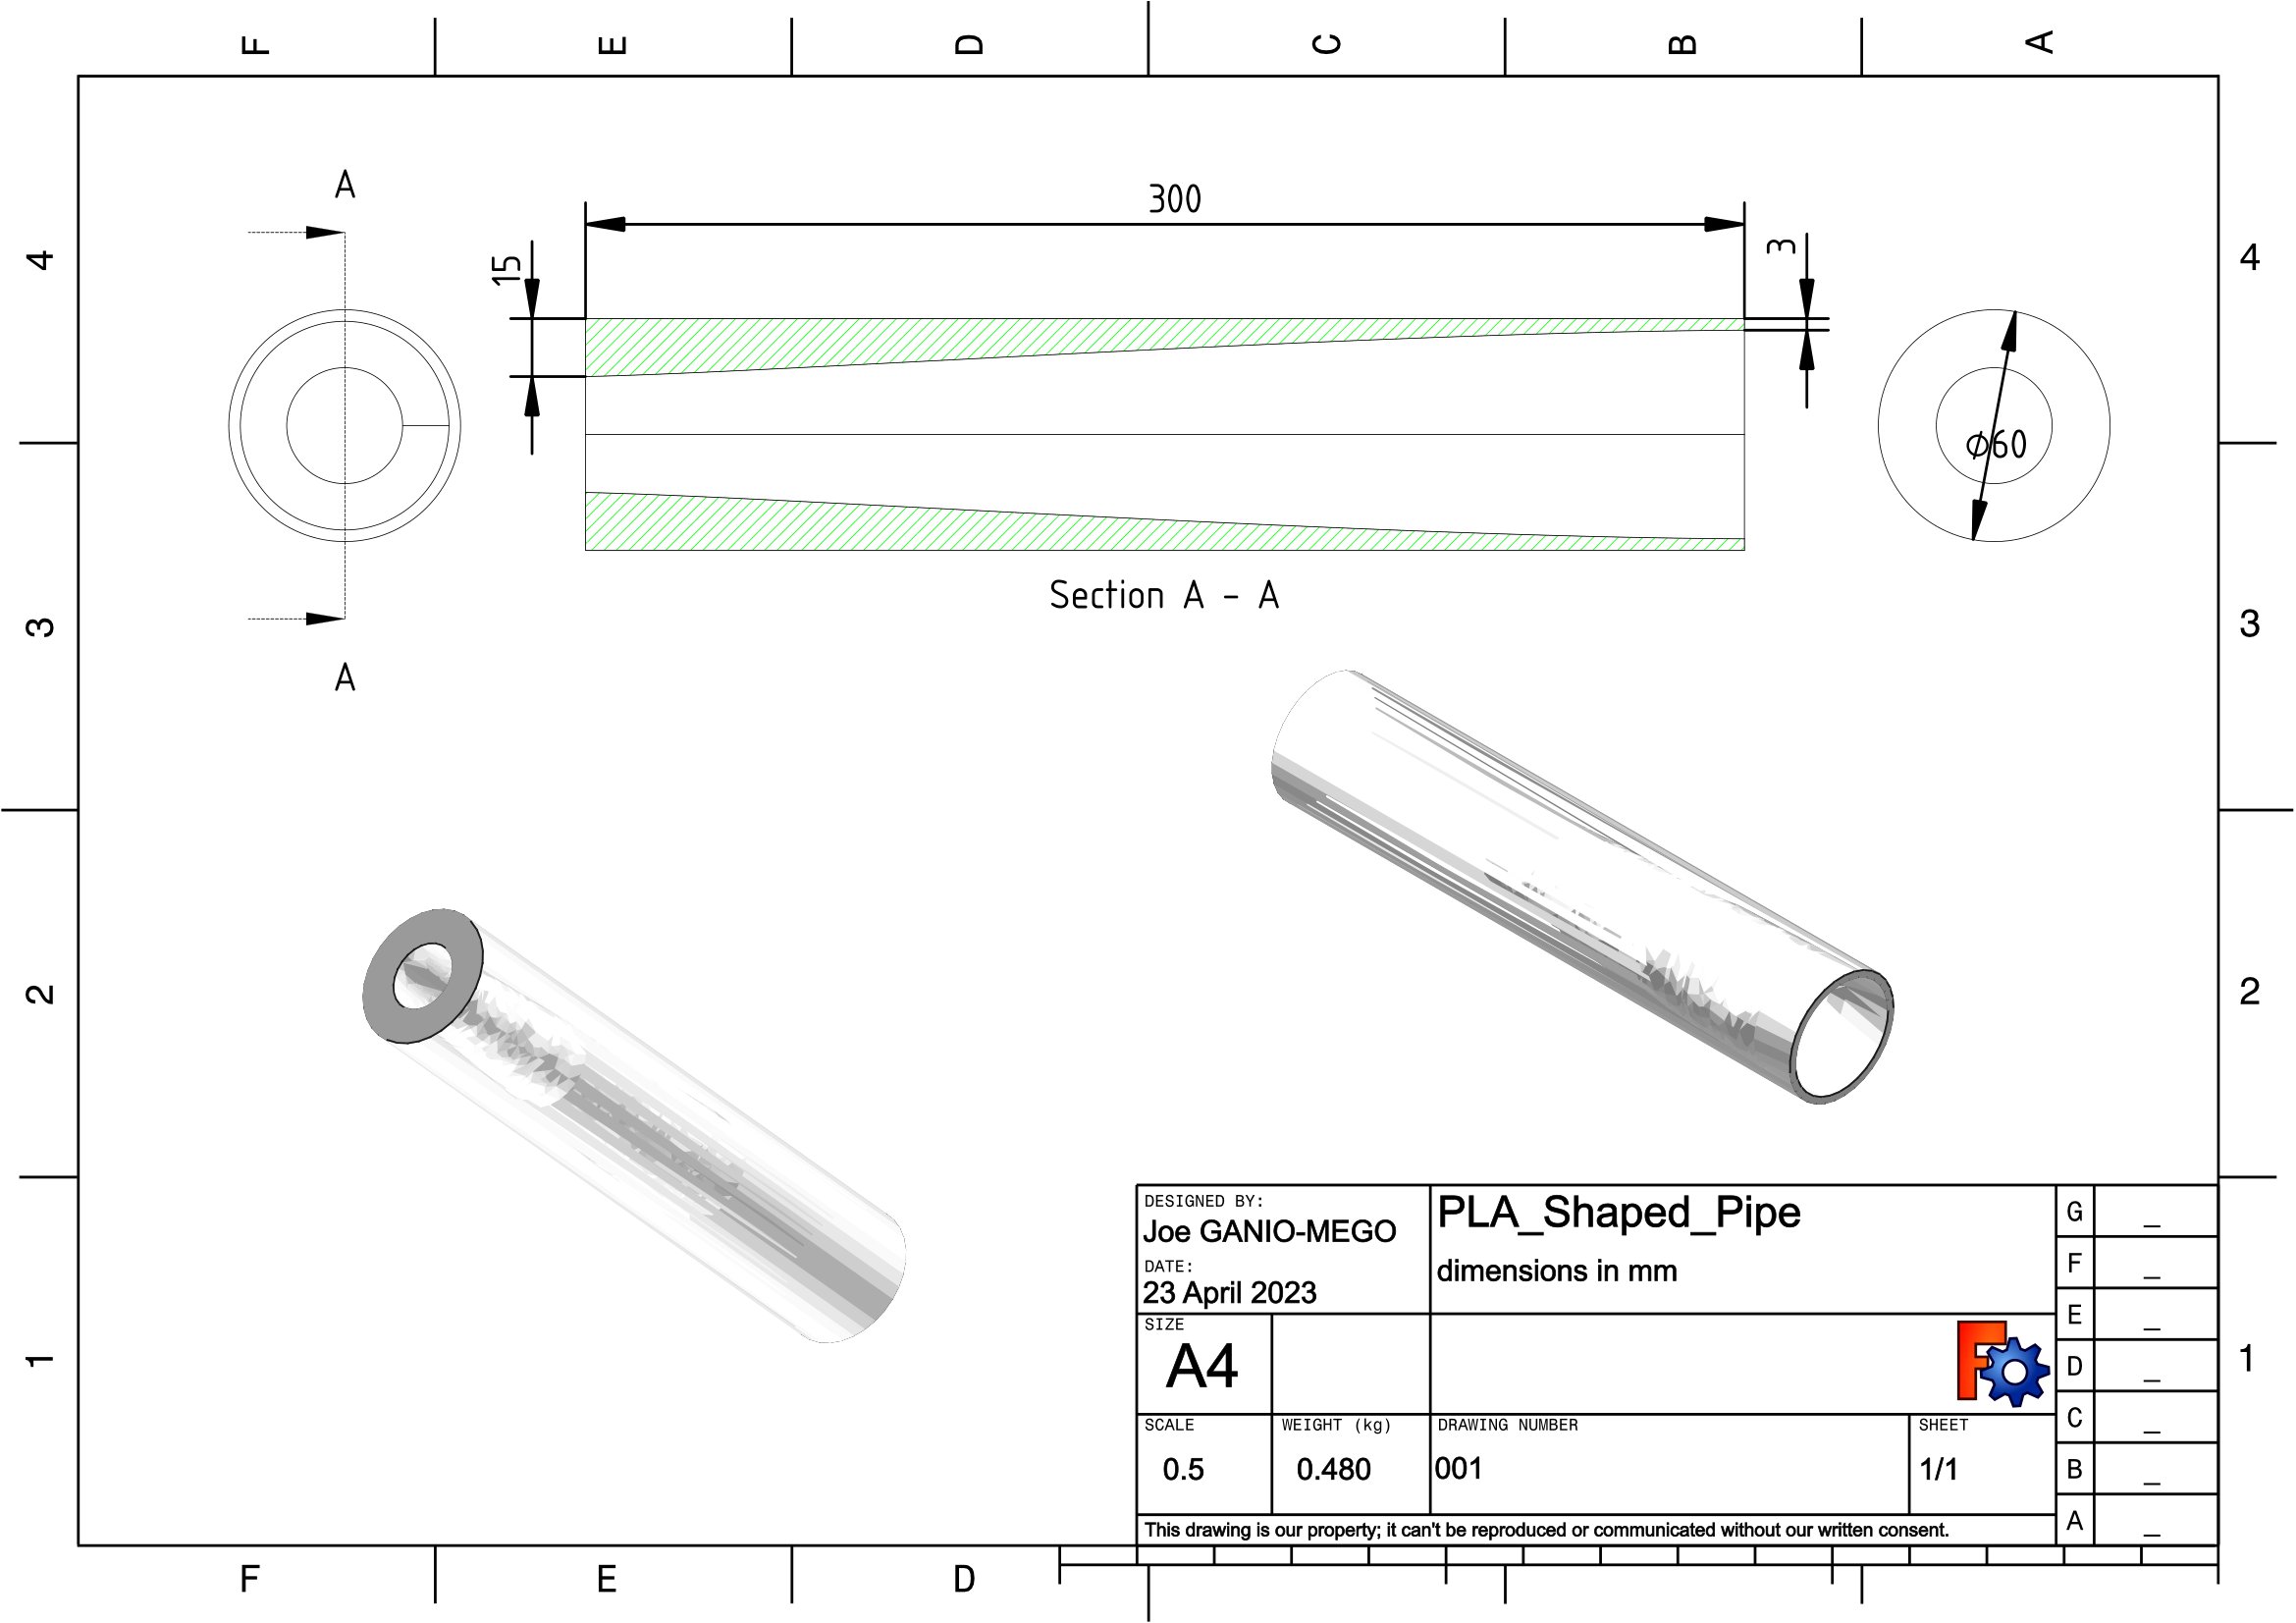 F E D C B A
A
300
15
3
4
4
Ø60
Section A - A
3
3
A
2
2
DESIGNED BY:
Joe GANIO-MEGO
DATE:
23 April 2023
PLA_Shaped_Pipe
dimensions in mm
G _
F _
E _
D _
C _
B _
A _
SIZE
A4
1
1
SCALE
0.5
WEIGHT (kg)
0.480
DRAWING NUMBER
001
SHEET
1/1
This drawing is our property; it can't be reproduced or communicated without our written consent.
F E D